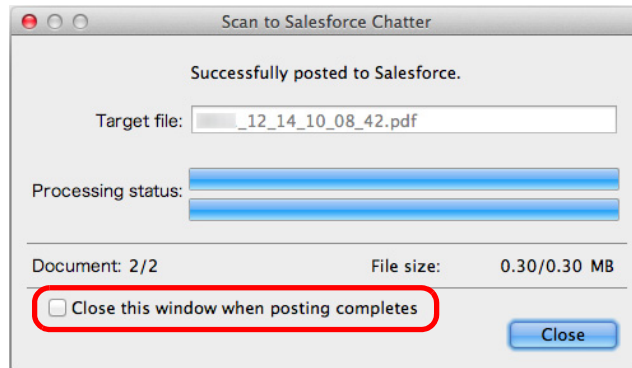 Scan to Salesforce Chatter
Successfully posted to Salesforce.
Target file: _12_14_10_08_42.pdf
Processing status:
Document: 2/2 File size: 0.30/0.30 MB
Close this window when posting completes
Close